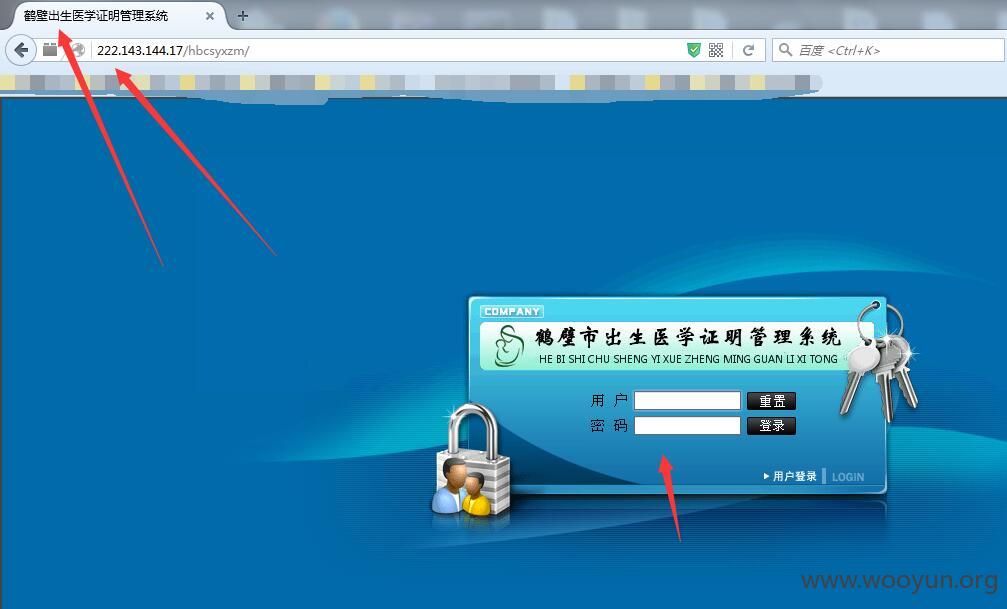 鹤壁出生医学证明管理系统
222.143.144.17/hbcsyxzm/
百度 <Ctrl+K>
COMPANY
鹤壁市出生医学证明管理系统
HE BI SHI CHU SHENG YI XUE ZHENG MING GUAN LI XI TONG
用 户 重置
密 码 登录
用户登录 LOGIN
www.wooyun.org